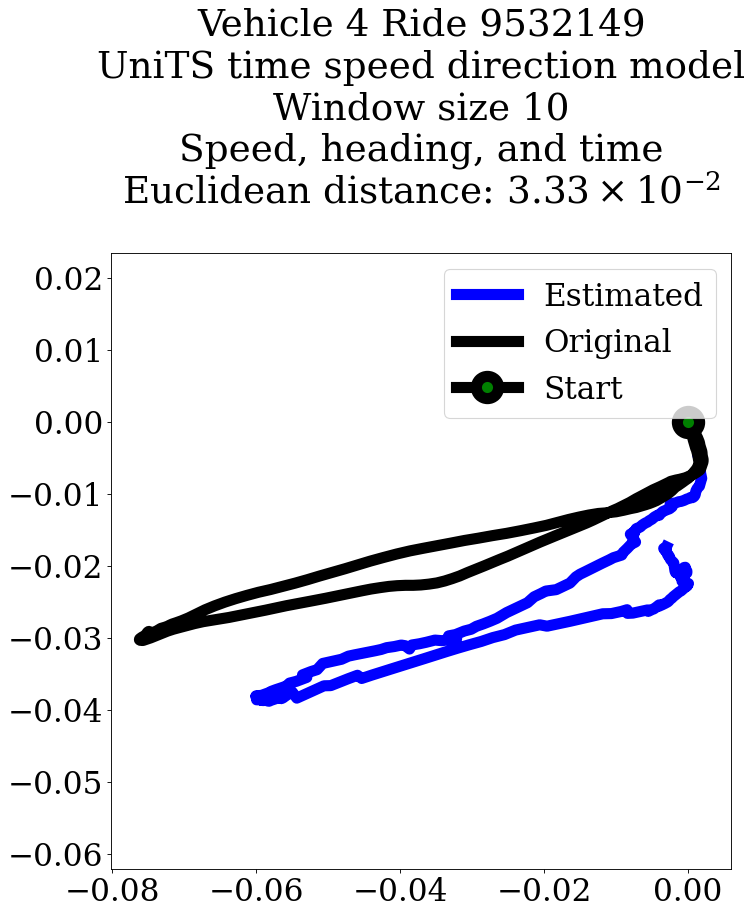 Vehicle 4 Ride 9532149
UniTS time speed direction model
Window size 10
Speed, heading, and time
Euclidean distance: 3.33 × 10⁻²
Estimated
Original
Start
0.02
0.01
0.00
−0.01
−0.02
−0.03
−0.04
−0.05
−0.06
−0.08 −0.06 −0.04 −0.02 0.00